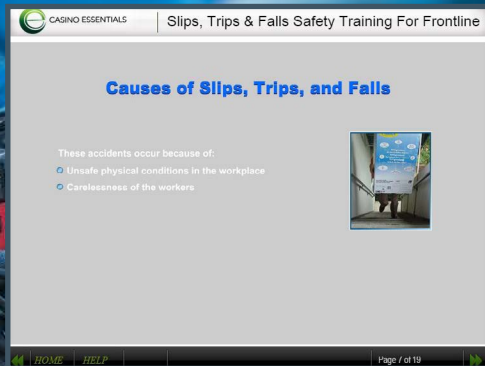 CASINO ESSENTIALS
Slips, Trips & Falls Safety Training For Frontline
Causes of Slips, Trips, and Falls
These accidents occur because of:
Unsafe physical conditions in the workplace
Carelessness of the workers
HOME
HELP
Page 7 of 19